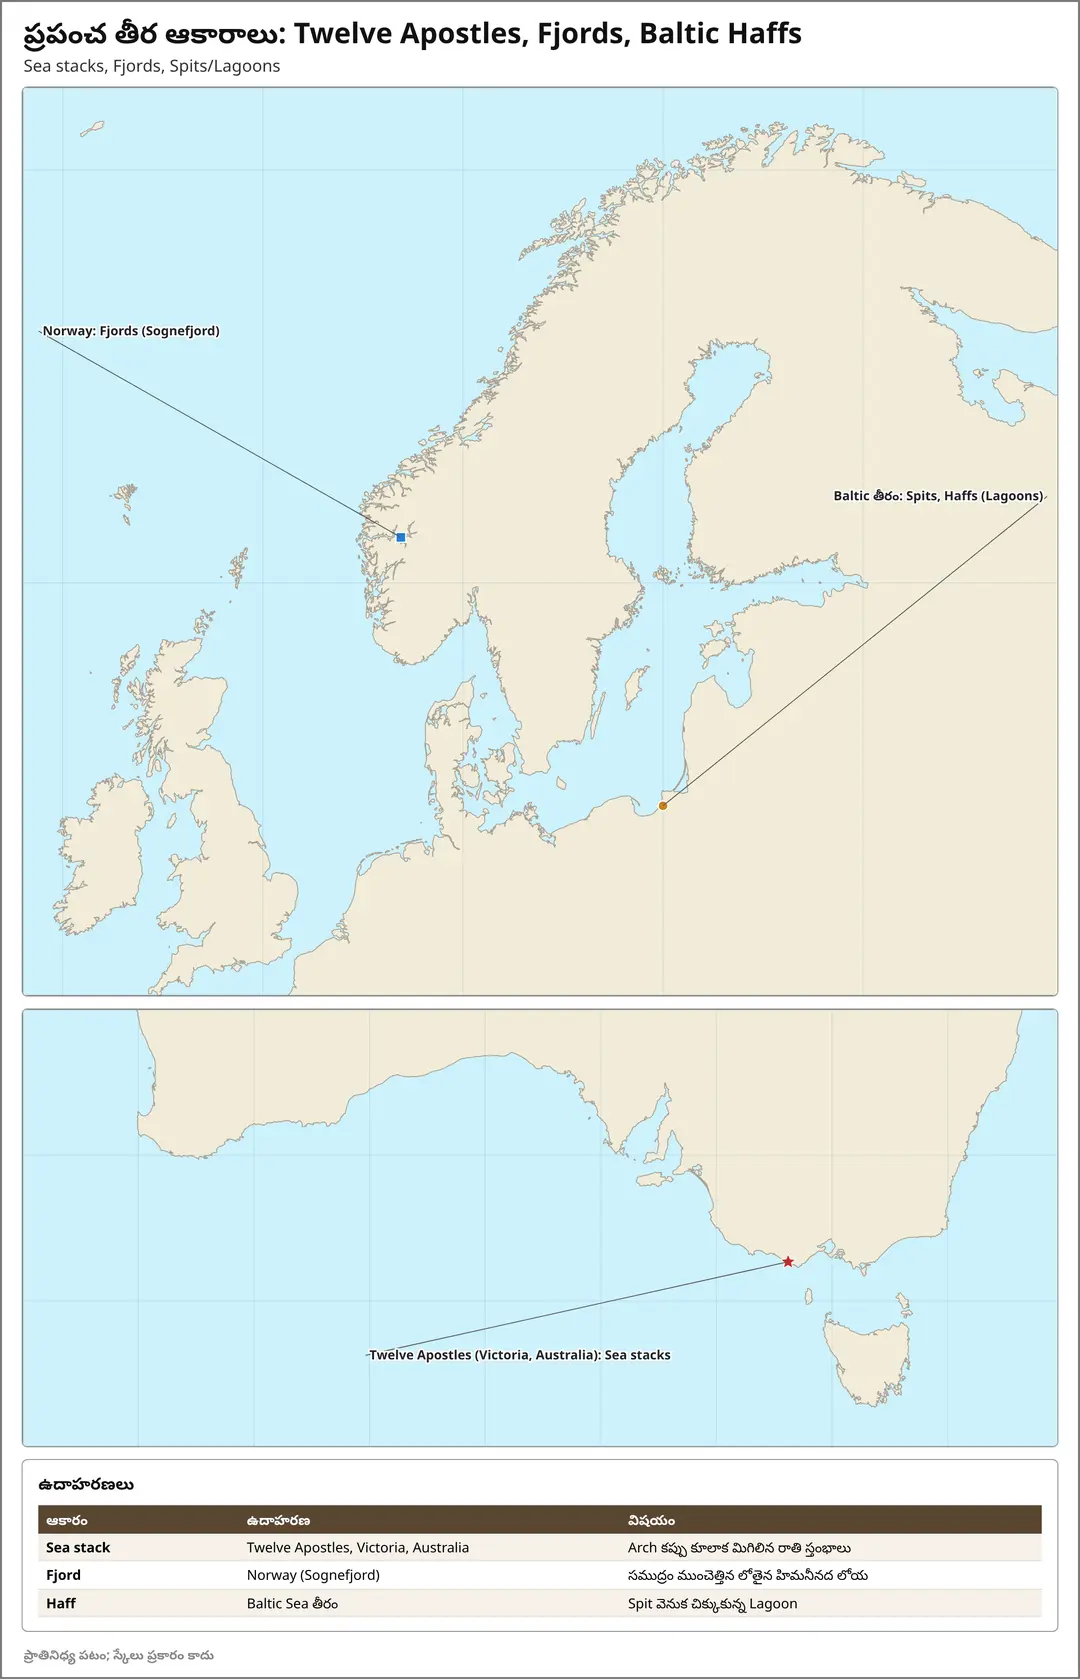 ప్రపంచ తీర ఆకారాలు: Twelve Apostles, Fjords, Baltic Haffs
Sea stacks, Fjords, Spits/Lagoons
Norway: Fjords (Sognefjord)
Baltic తీరం: Spits, Haffs (Lagoons)
Twelve Apostles (Victoria, Australia): Sea stacks
ఉదాహరణలు
ఆకారం ఉదాహరణ విషయం
Sea stack Twelve Apostles, Victoria, Australia Arch కప్పు కూలాక మిగిలిన రాతి స్తంభాలు
Fjord Norway (Sognefjord) సముద్రం ముంచెత్తిన లోతైన హిమనీనద లోయ
Haff Baltic Sea తీరం Spit వెనుక చిక్కుకున్న Lagoon
ప్రాతినిధ్య పటం; స్కేలు ప్రకారం కాదు